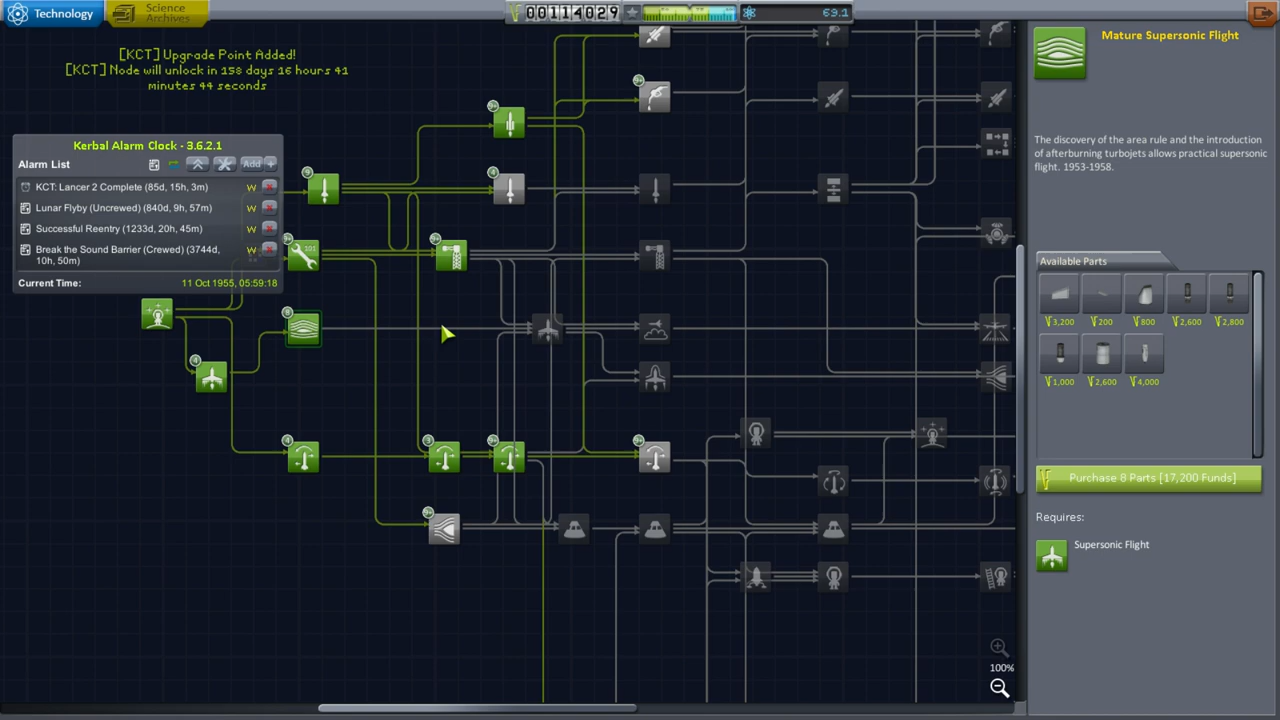 Technology
Science
Archives
00114029
63.1
[KCT] Upgrade Point Added!
[KCT] Node will unlock in 158 days 16 hours 41
minutes 44 seconds
Kerbal Alarm Clock - 3.6.2.1
Alarm List
Add +
KCT: Lancer 2 Complete (85d, 15h, 3m)
Lunar Flyby (Uncrewed) (840d, 9h, 57m)
Successful Reentry (1233d, 20h, 45m)
Break the Sound Barrier (Crewed) (3744d,
10h, 50m)
Current Time: 11 Oct 1955, 05:59:18
Mature Supersonic Flight
The discovery of the area rule and the introduction
of afterburning turbojets allows practical supersonic
flight. 1953-1958.
Available Parts
3,200 200 800 2,600 2,800
1,000 2,600 4,000
Purchase 8 Parts [17,200 Funds]
Requires:
Supersonic Flight
100%